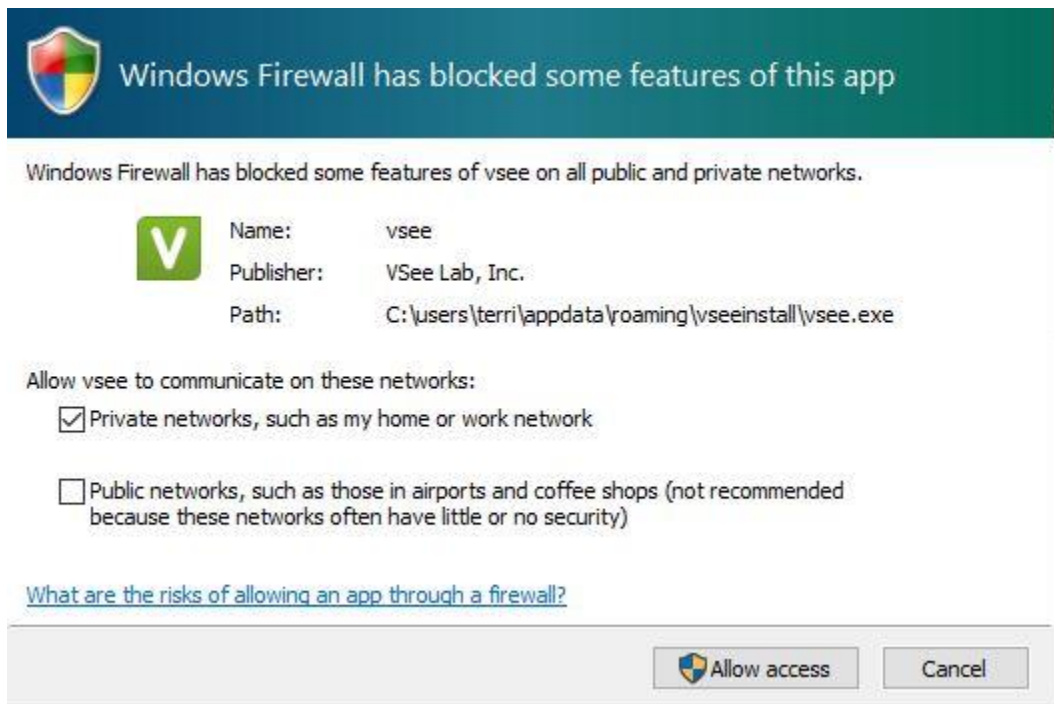 Windows Firewall has blocked some features of this app
Windows Firewall has blocked some features of vsee on all public and private networks.
V
Name: vsee
Publisher: VSee Lab, Inc.
Path: C:\users\terri\appdata\roaming\vseeinstall\vsee.exe
Allow vsee to communicate on these networks:
Private networks, such as my home or work network
Public networks, such as those in airports and coffee shops (not recommended
because these networks often have little or no security)
What are the risks of allowing an app through a firewall?
Allow access Cancel